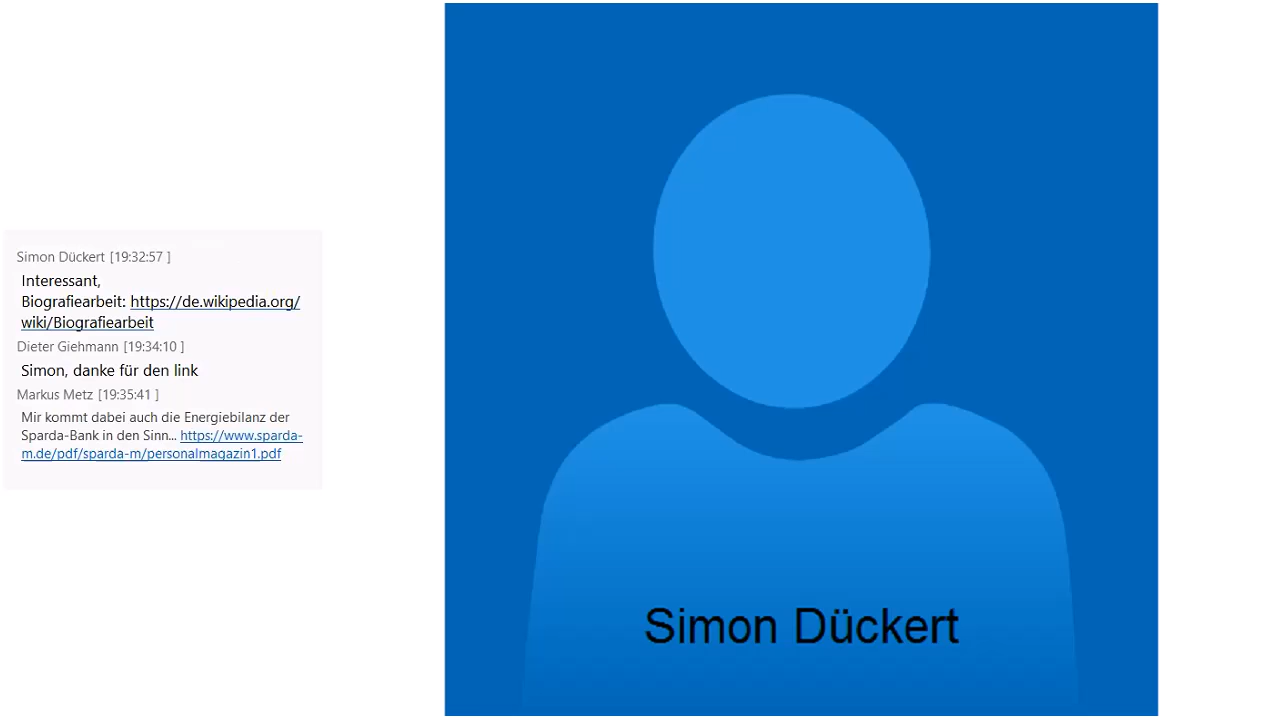 Simon Dückert [19:32:57 ]
Interessant,
Biografiearbeit: https://de.wikipedia.org/
wiki/Biografiearbeit
Dieter Giehmann [19:34:10 ]
Simon, danke für den link
Markus Metz [19:35:41 ]
Mir kommt dabei auch die Energiebilanz der
Sparda-Bank in den Sinn... https://www.sparda-
m.de/pdf/sparda-m/personalmagazin1.pdf
Simon Dückert